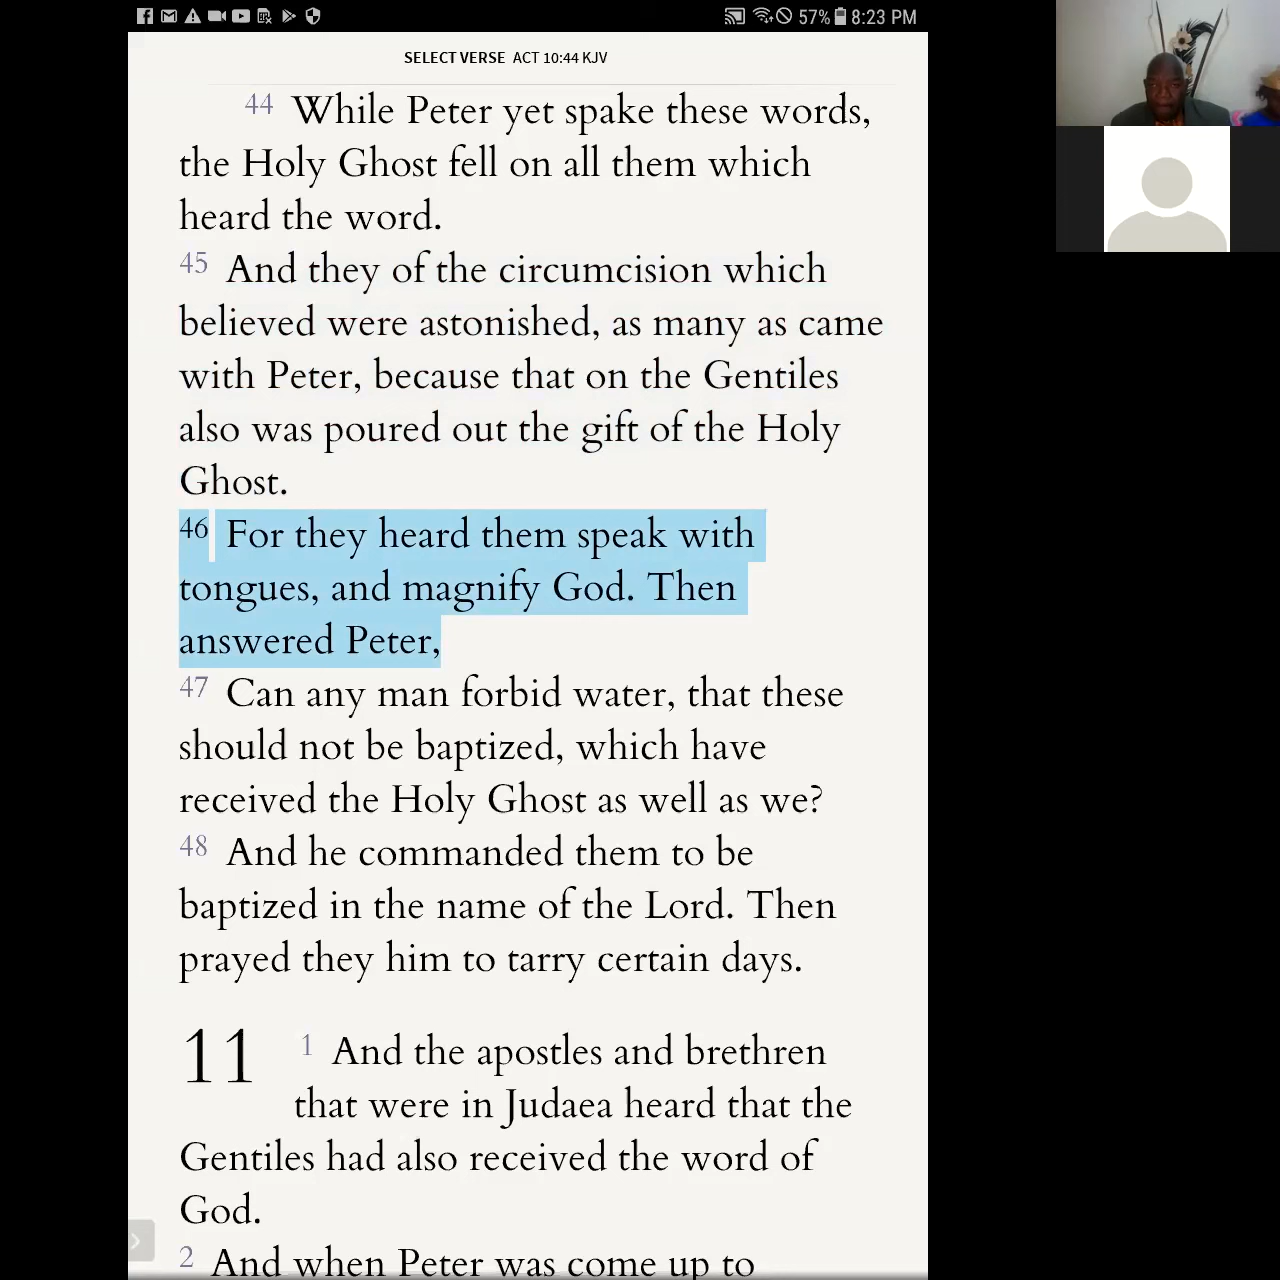 57% 8:23 PM
SELECT VERSE ACT 10:44 KJV
44 While Peter yet spake these words,
the Holy Ghost fell on all them which
heard the word.
45 And they of the circumcision which
believed were astonished, as many as came
with Peter, because that on the Gentiles
also was poured out the gift of the Holy
Ghost.
46 For they heard them speak with
tongues, and magnify God. Then
answered Peter,
47 Can any man forbid water, that these
should not be baptized, which have
received the Holy Ghost as well as we?
48 And he commanded them to be
baptized in the name of the Lord. Then
prayed they him to tarry certain days.
11 1 And the apostles and brethren
that were in Judaea heard that the
Gentiles had also received the word of
God.
2 And when Peter was come up to